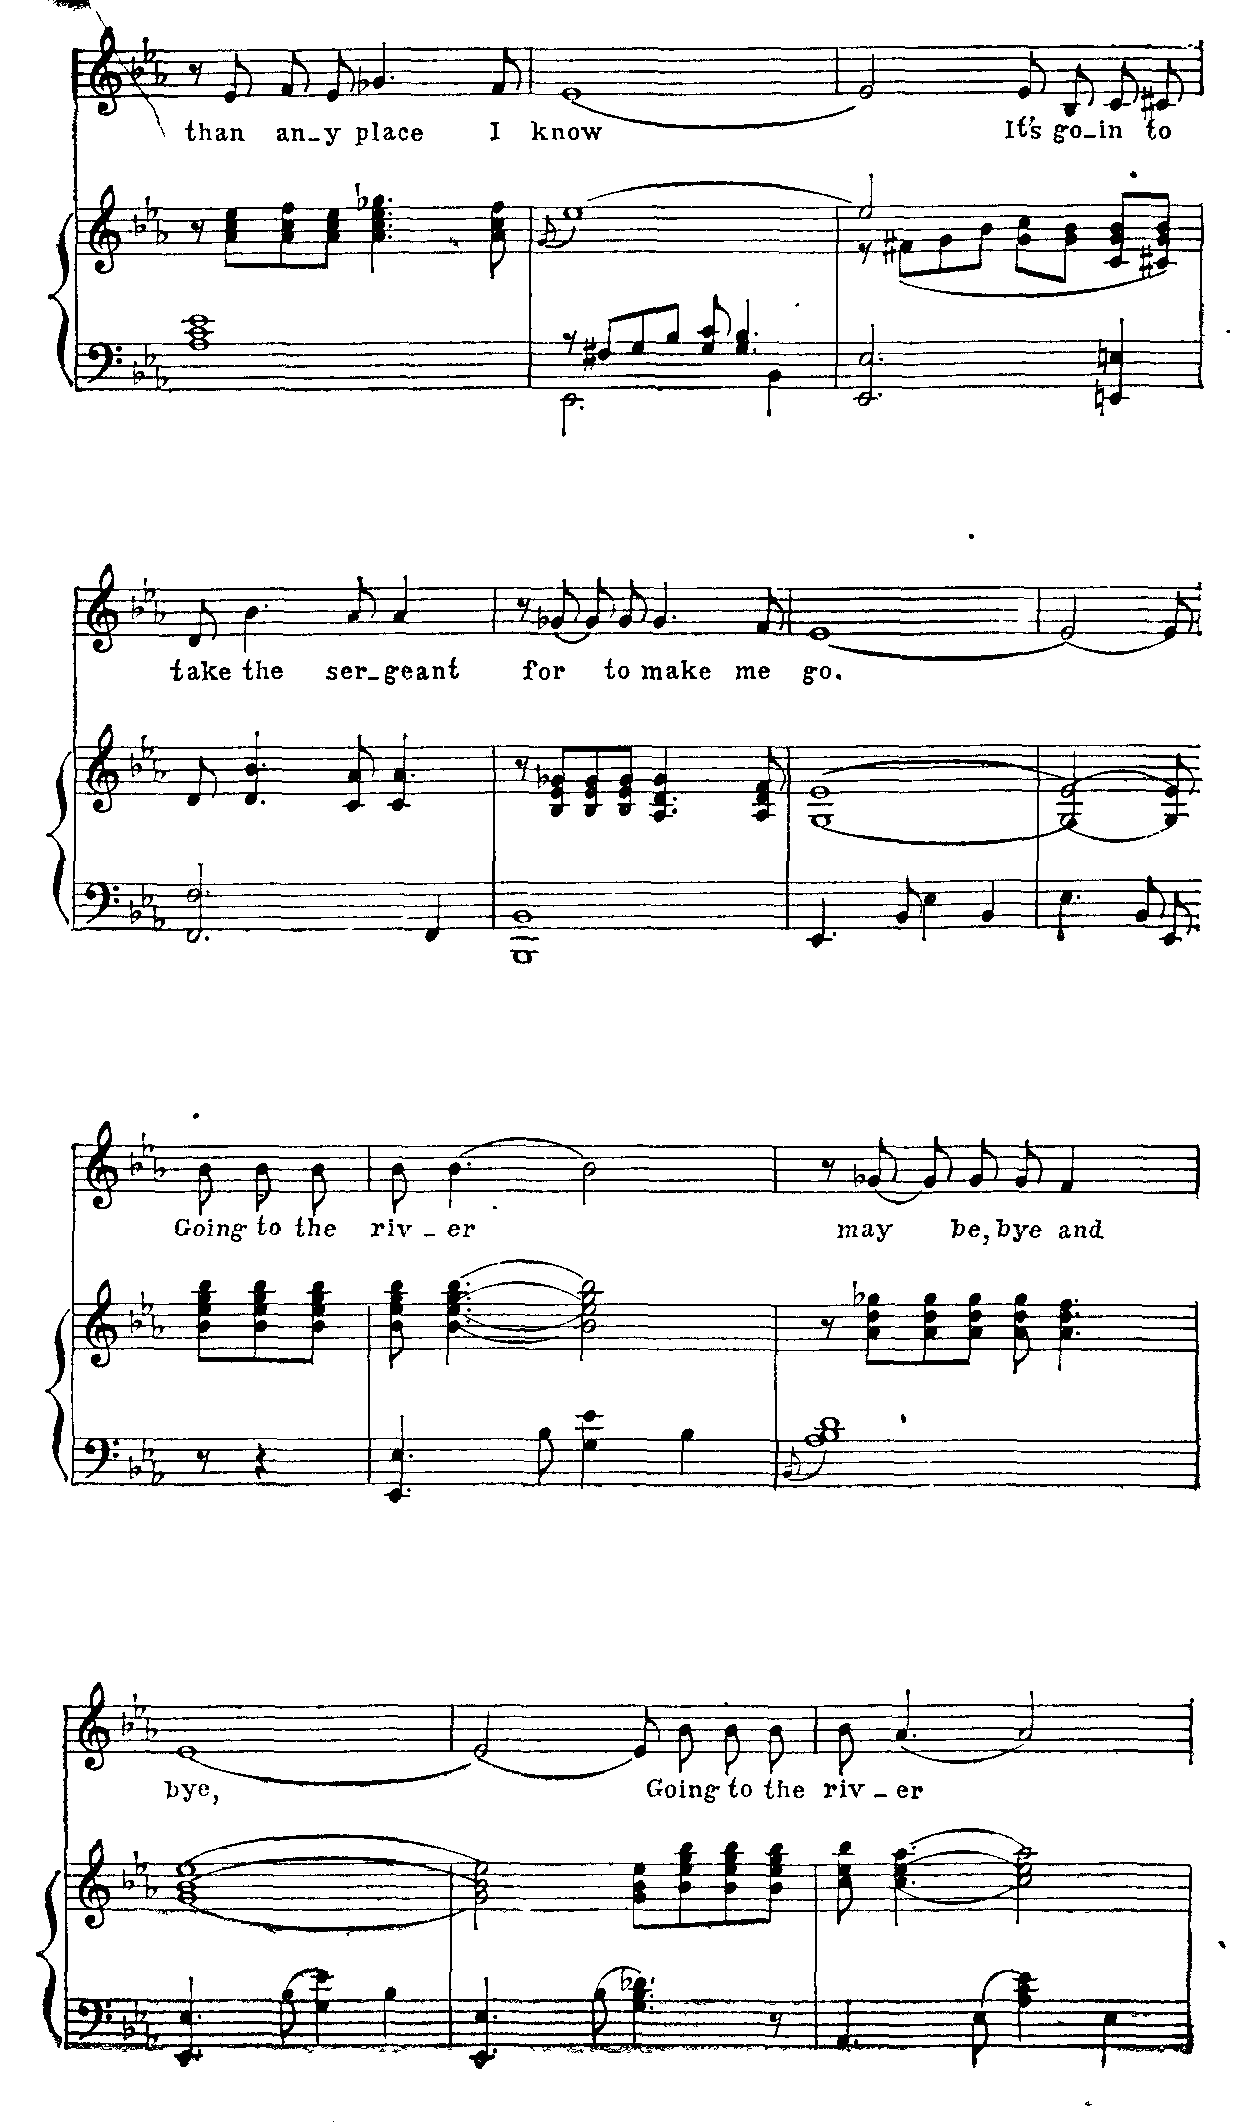 than an_y place I know It's go_in to
take the ser_geant for to make me go.
Going to the riv_er may be, bye and
bye, Going to the riv_er